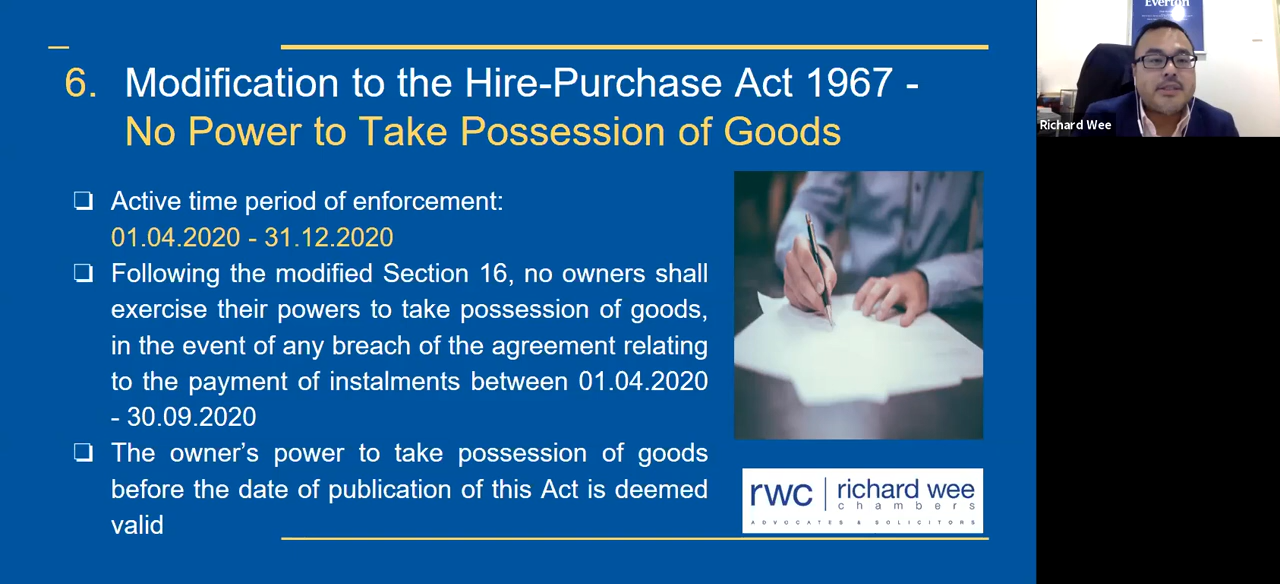 6. Modification to the Hire-Purchase Act 1967 -
No Power to Take Possession of Goods
❏ Active time period of enforcement:
01.04.2020 - 31.12.2020
❏ Following the modified Section 16, no owners shall
exercise their powers to take possession of goods,
in the event of any breach of the agreement relating
to the payment of instalments between 01.04.2020
- 30.09.2020
❏ The owner’s power to take possession of goods
before the date of publication of this Act is deemed
valid
rwc | richard wee
chambers
ADVOCATES & SOLICITORS
Everton
Richard Wee